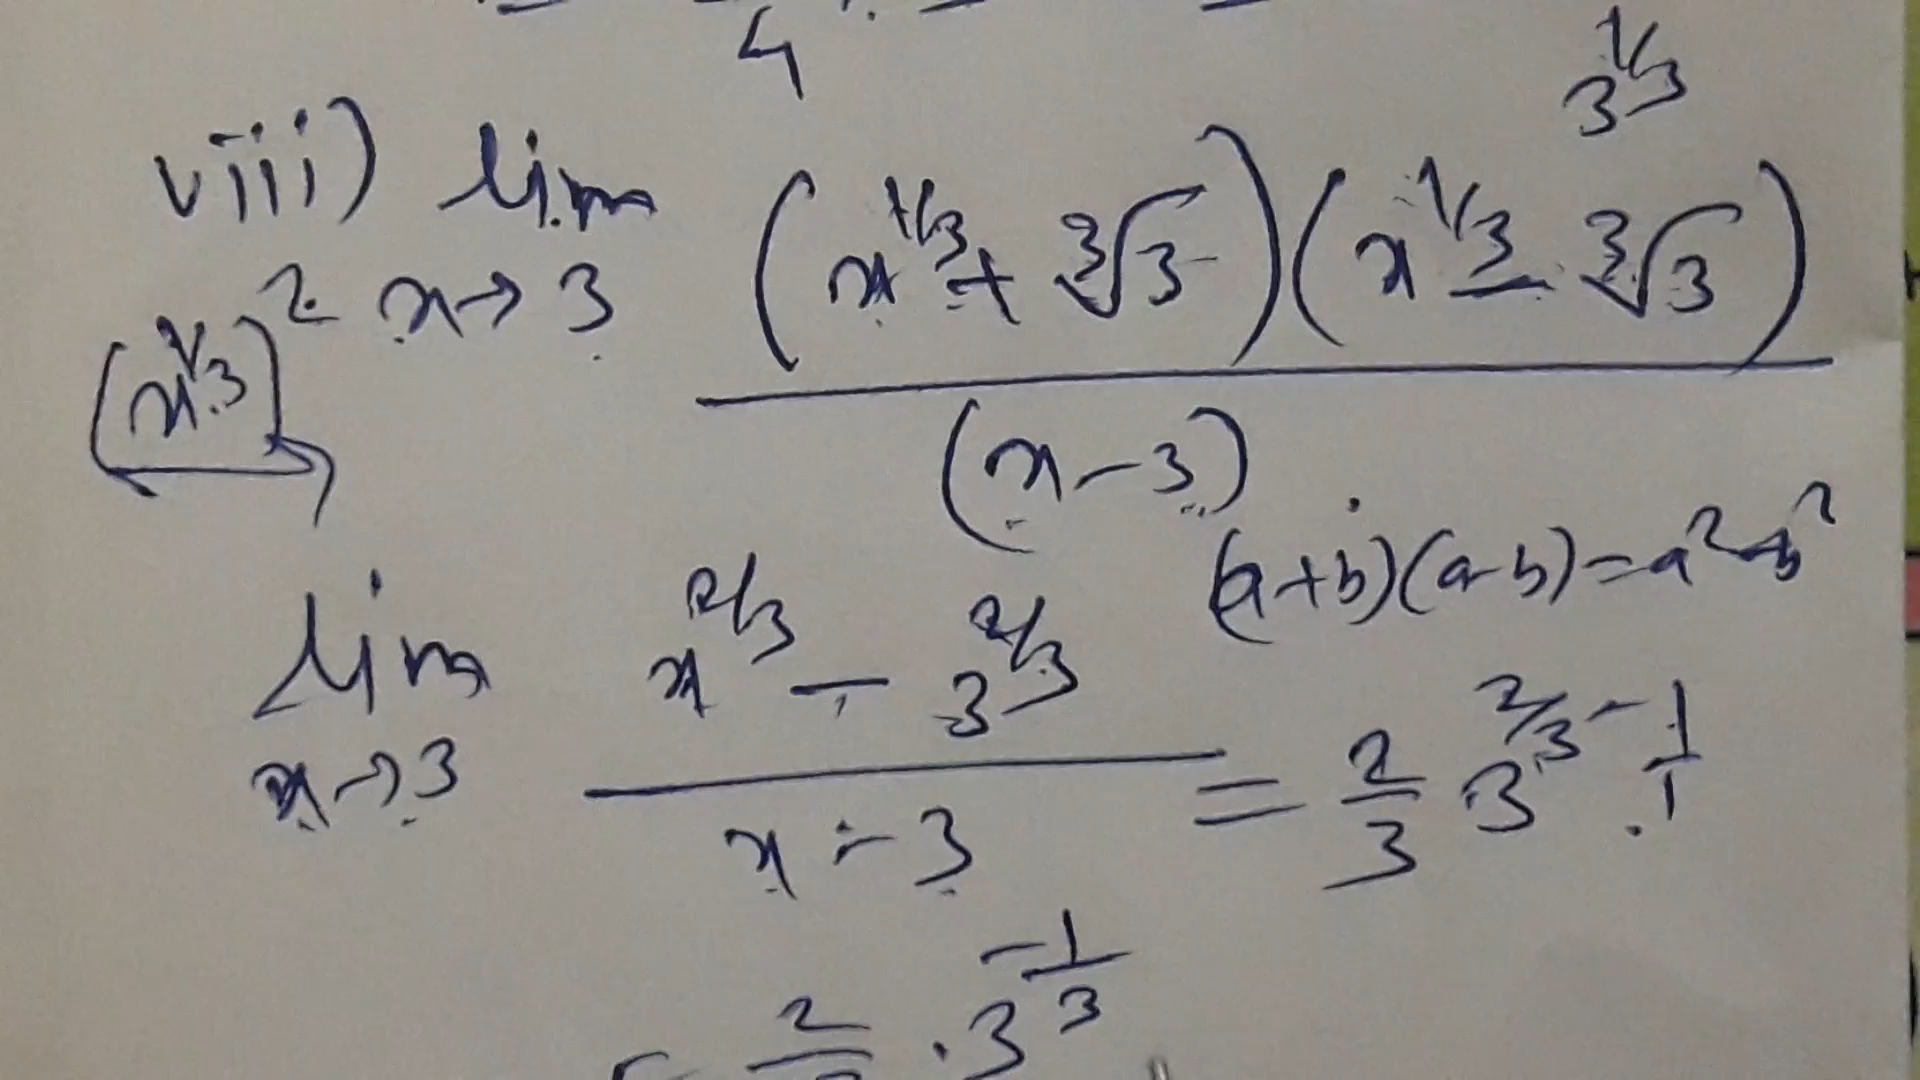 4
3^{1/3}
viii) lim x→3 (x^{1/3} + ∛3)(x^{1/3} − ∛3) / (x−3)
(x^{1/3})^2
(a+b)(a-b)=a^2-b^2
lim x→3 (x^{2/3} − 3^{2/3}) / (x − 3) = 2/3 3^{2/3 − 1/1}
2 · 3^{−1/3}